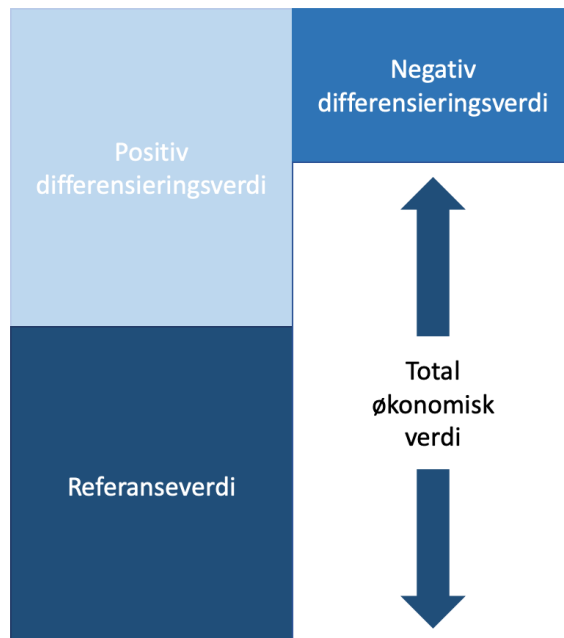 Positiv
differensieringsverdi
Referanseverdi
Negativ
differensieringsverdi
Total
økonomisk
verdi